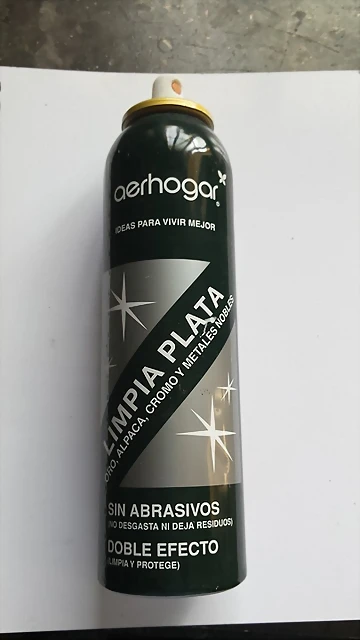 aerhogar®
IDEAS PARA VIVIR MEJOR
LIMPIA PLATA
ORO, ALPACA, CROMO Y METALES NOBLES
SIN ABRASIVOS
(NO DESGASTA NI DEJA RESIDUOS)
DOBLE EFECTO
(LIMPIA Y PROTEGE)